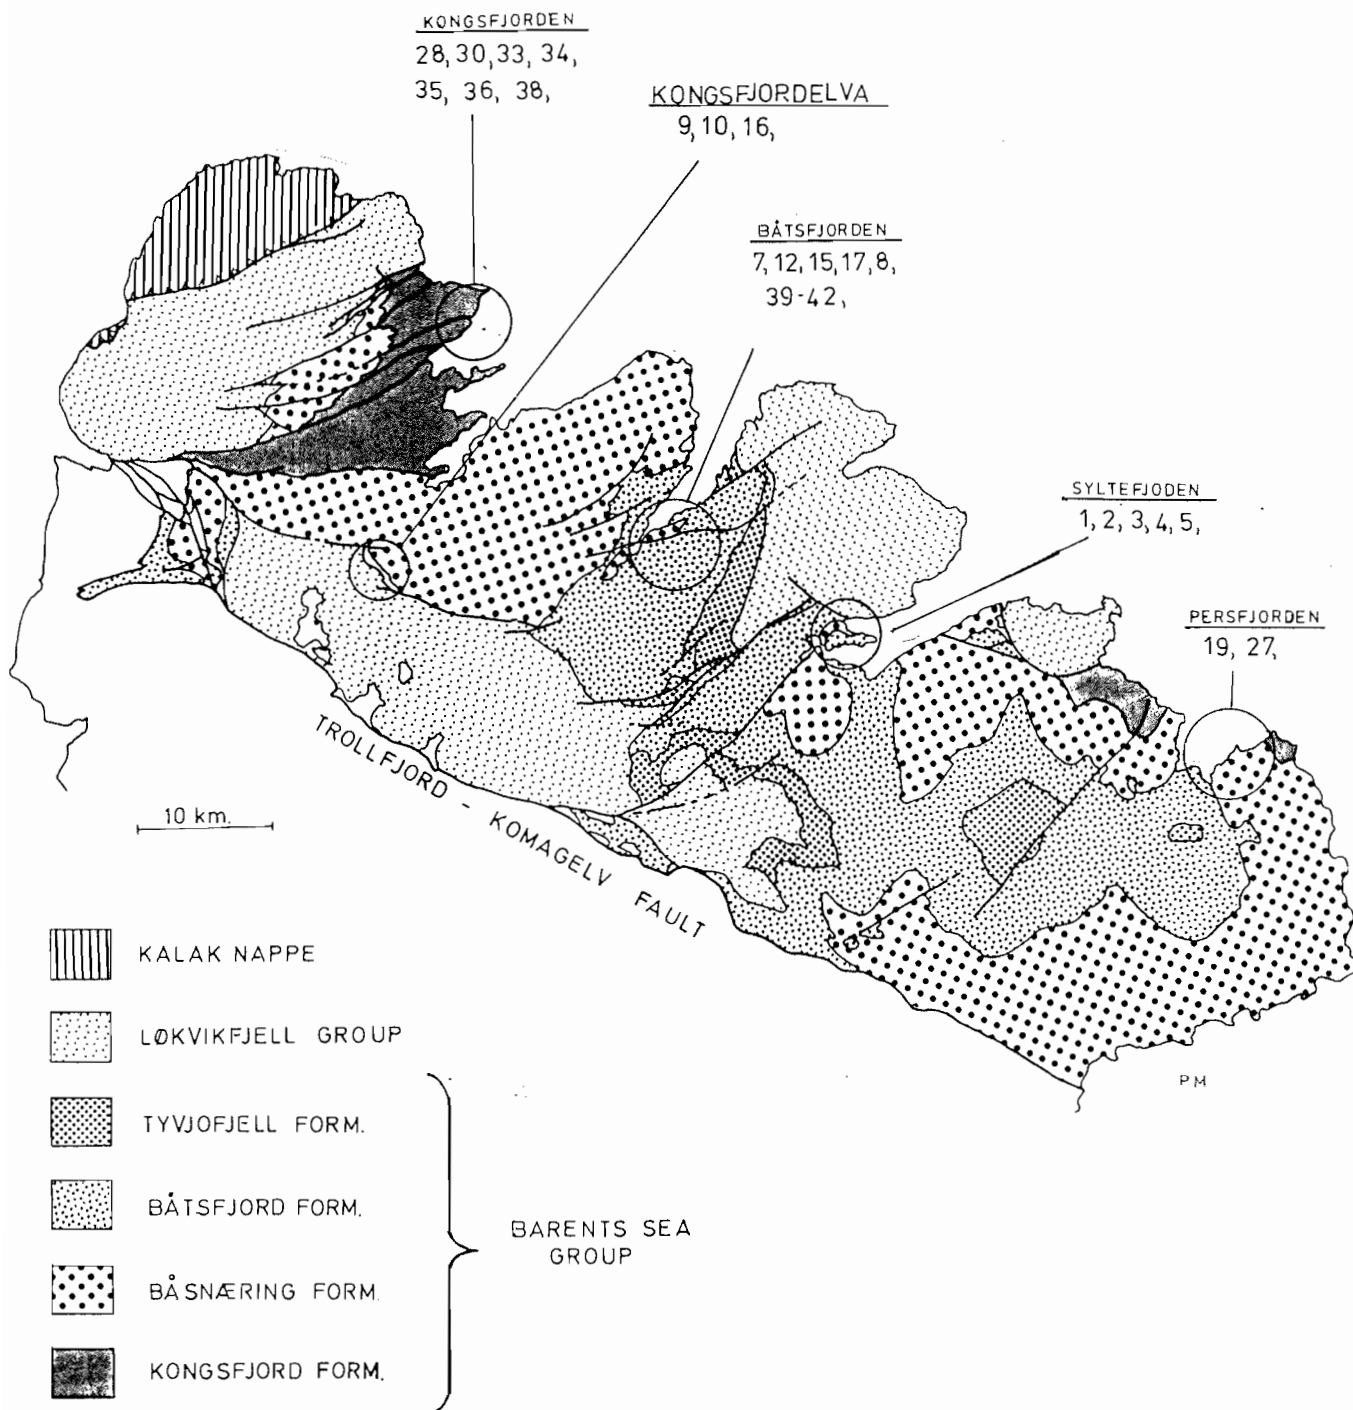 KONGSFJORDEN
28, 30, 33, 34,
35, 36, 38,
KONGSFJORDELVA
9, 10, 16,
BÅTSFJORDEN
7, 12, 15, 17, 8,
39-42,
SYLTEFJODEN
1, 2, 3, 4, 5,
PERSFJORDEN
19, 27,
TROLLFJORD - KOMAGELV FAULT
10 km.
KALAK NAPPE
LØKVIKFJELL GROUP
TYVJOFJELL FORM.
BÅTSFJORD FORM.
BÅSNÆRING FORM.
KONGSFJORD FORM.
BARENTS SEA
GROUP
PM